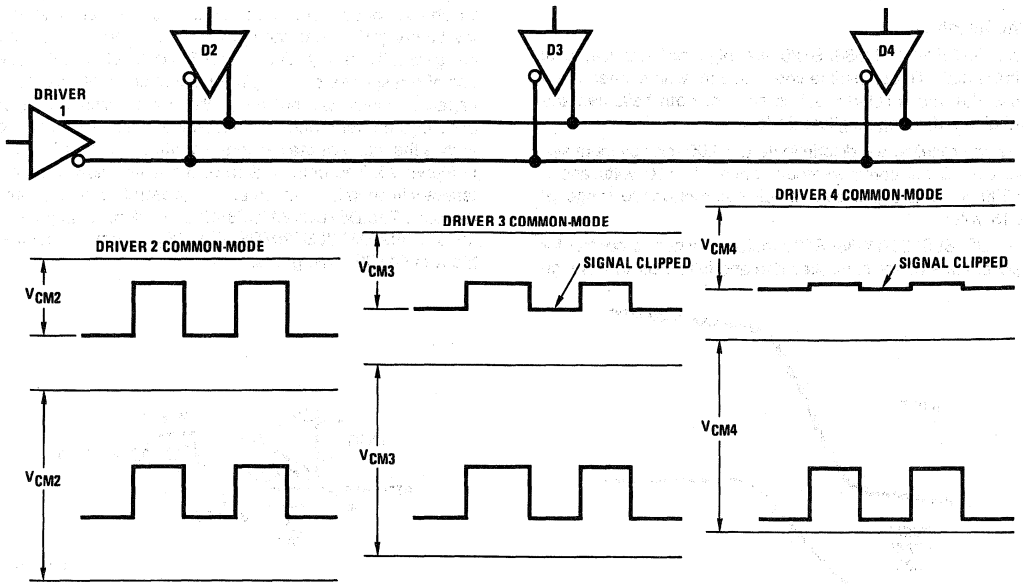 D2
D3
D4
DRIVER
1
DRIVER 2 COMMON-MODE
DRIVER 3 COMMON-MODE
DRIVER 4 COMMON-MODE
VCM2
VCM3
SIGNAL CLIPPED
VCM4
SIGNAL CLIPPED
VCM2
VCM3
VCM4